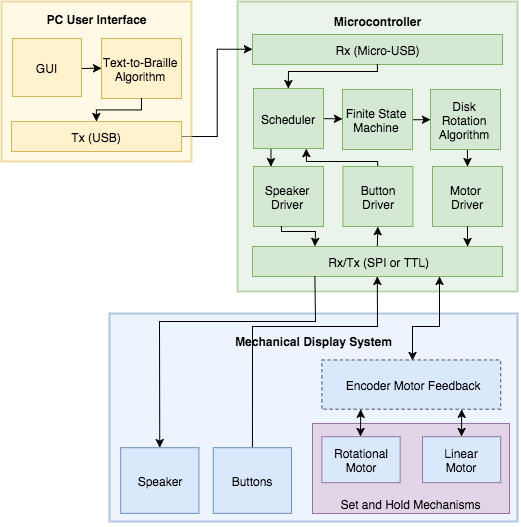 PC User Interface
GUI
Text-to-Braille
Algorithm
Tx (USB)
Microcontroller
Rx (Micro-USB)
Scheduler
Finite State
Machine
Disk
Rotation
Algorithm
Speaker
Driver
Button
Driver
Motor
Driver
Rx/Tx (SPI or TTL)
Mechanical Display System
Encoder Motor Feedback
Speaker
Buttons
Rotational
Motor
Linear
Motor
Set and Hold Mechanisms